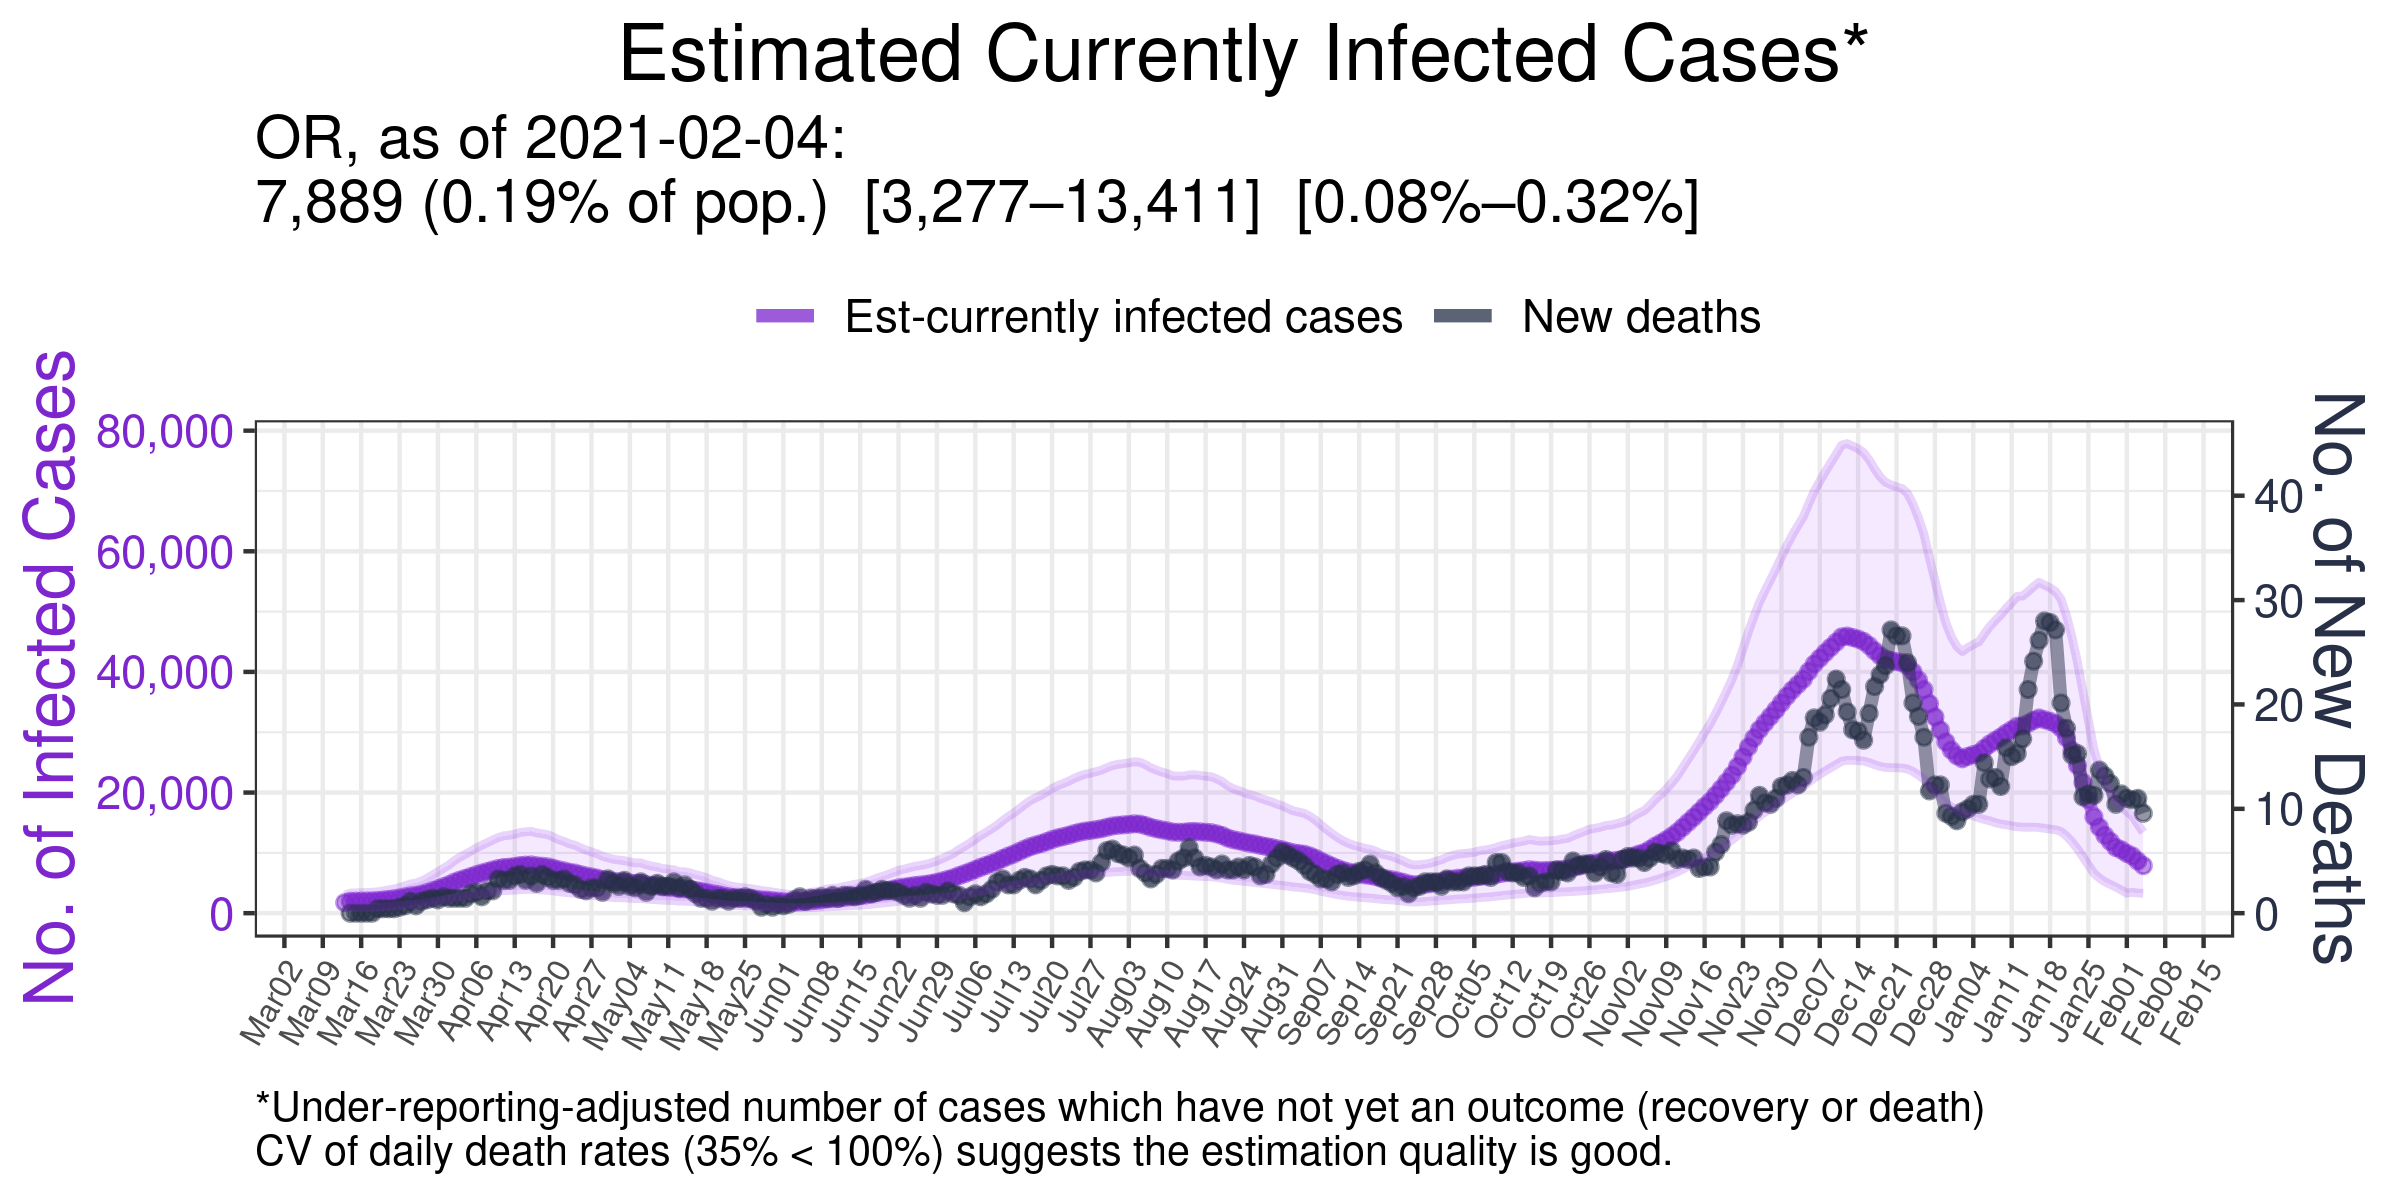 Estimated Currently Infected Cases*
OR, as of 2021-02-04:
7,889 (0.19% of pop.) [3,277–13,411] [0.08%–0.32%]
Est-currently infected cases New deaths
No. of Infected Cases
80,000
60,000
40,000
20,000
0
40
30
20
10
0
No. of New Deaths
Mar02 Mar09 Mar16 Mar23 Mar30 Apr06 Apr13 Apr20 Apr27 May04 May11 May18 May25 Jun01 Jun08 Jun15 Jun22 Jun29 Jul06 Jul13 Jul20 Jul27 Aug03 Aug10 Aug17 Aug24 Aug31 Sep07 Sep14 Sep21 Sep28 Oct05 Oct12 Oct19 Oct26 Nov02 Nov09 Nov16 Nov23 Nov30 Dec07 Dec14 Dec21 Dec28 Jan04 Jan11 Jan18 Jan25 Feb01 Feb08 Feb15
*Under-reporting-adjusted number of cases which have not yet an outcome (recovery or death)
CV of daily death rates (35% < 100%) suggests the estimation quality is good.